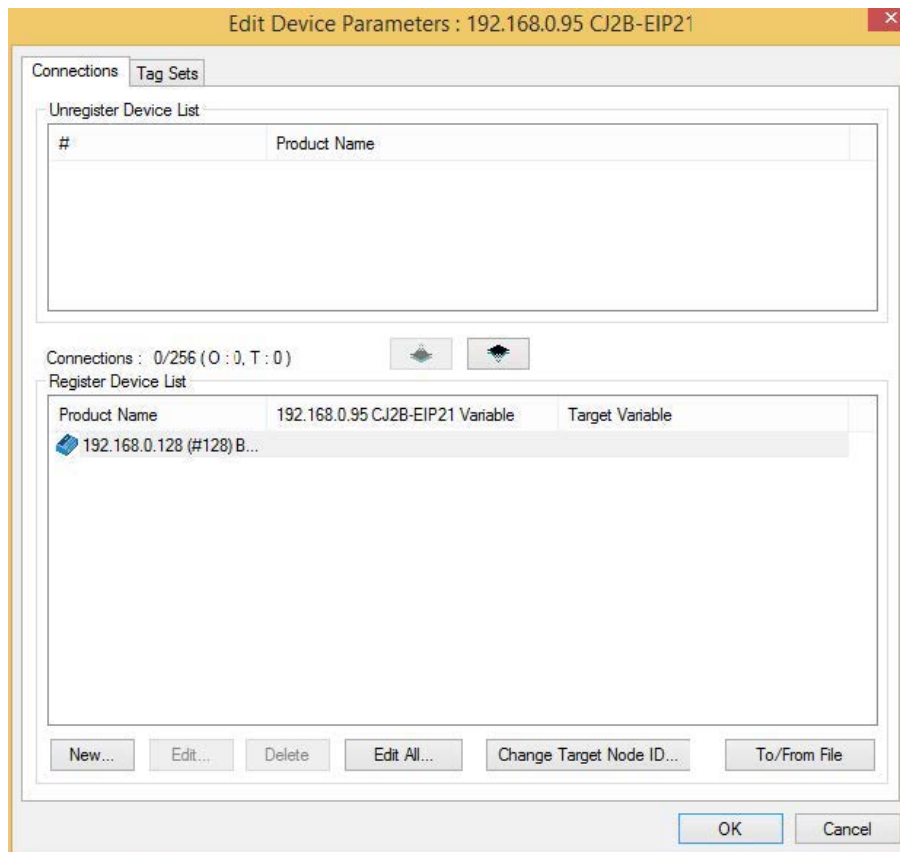 Edit Device Parameters : 192.168.0.95 CJ2B-EIP21
Connections Tag Sets
Unregister Device List
# Product Name
Connections : 0/256 ( O : 0, T : 0 )
Register Device List
Product Name 192.168.0.95 CJ2B-EIP21 Variable Target Variable
192.168.0.128 (#128) B...
New... Edit... Delete Edit All... Change Target Node ID... To/From File
OK Cancel